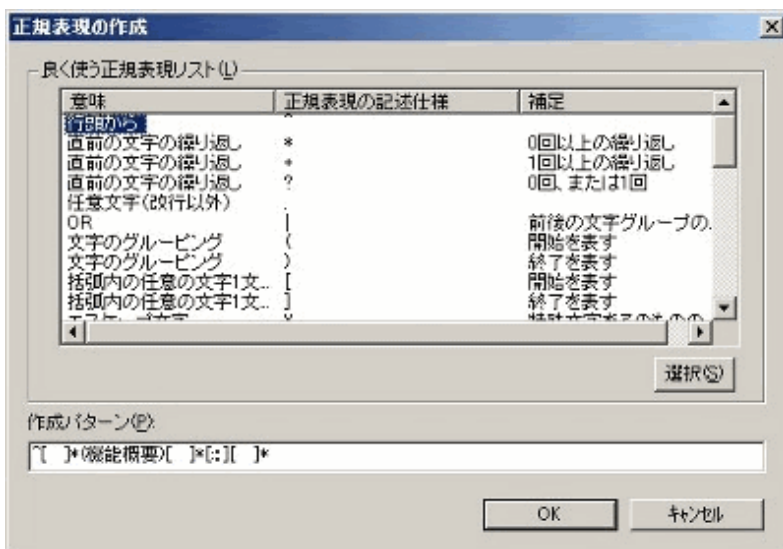 正規表現の作成
良く使う正規表現リスト(L)
意味 正規表現の記述仕様 補足
行頭から ^
直前の文字の繰り返し * 0回以上の繰り返し
直前の文字の繰り返し + 1回以上の繰り返し
直前の文字の繰り返し ? 0回、または1回
任意文字(改行以外) .
OR | 前後の文字グループの.
文字のグルーピング ( 開始を表す
文字のグルーピング ) 終了を表す
括弧内の任意の文字1文... [ 開始を表す
括弧内の任意の文字1文... ] 終了を表す
エスケープ文字 ¥
選択(S)
作成パターン(P):
^[ ]*(機能概要)[ ]*[::][ ]*
OK キャンセル